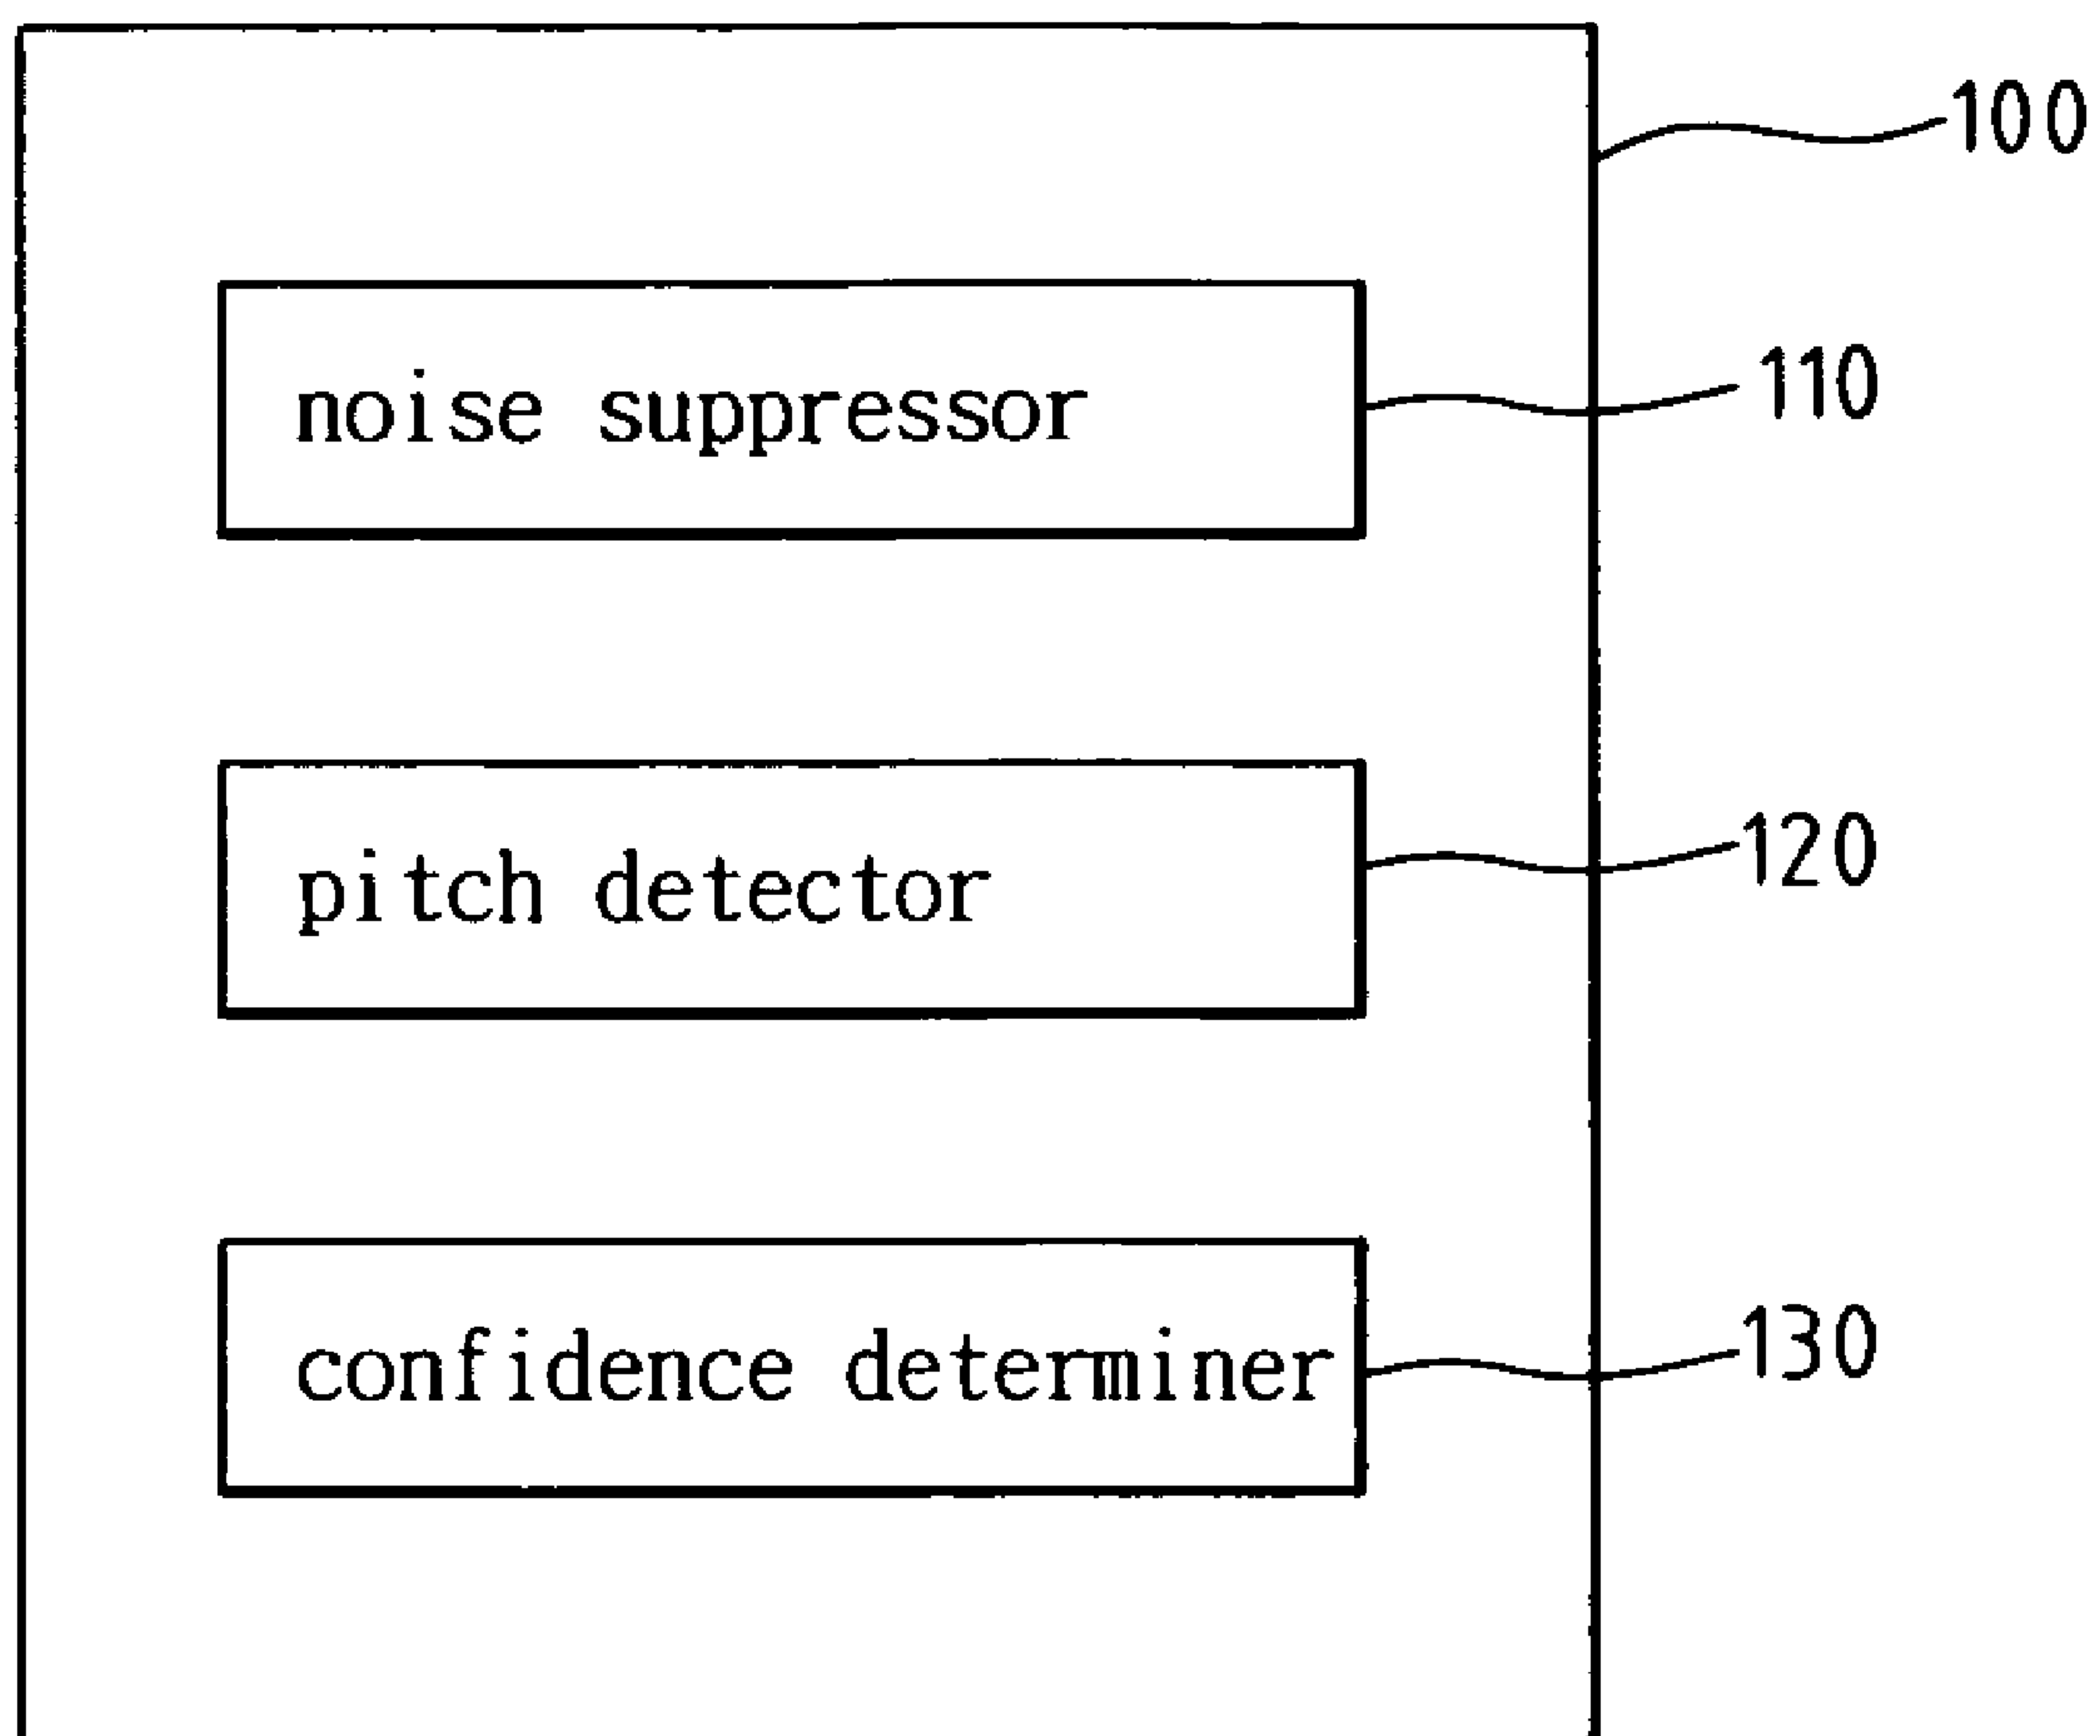 100
noise suppressor 110
pitch detector 120
confidence determiner 130